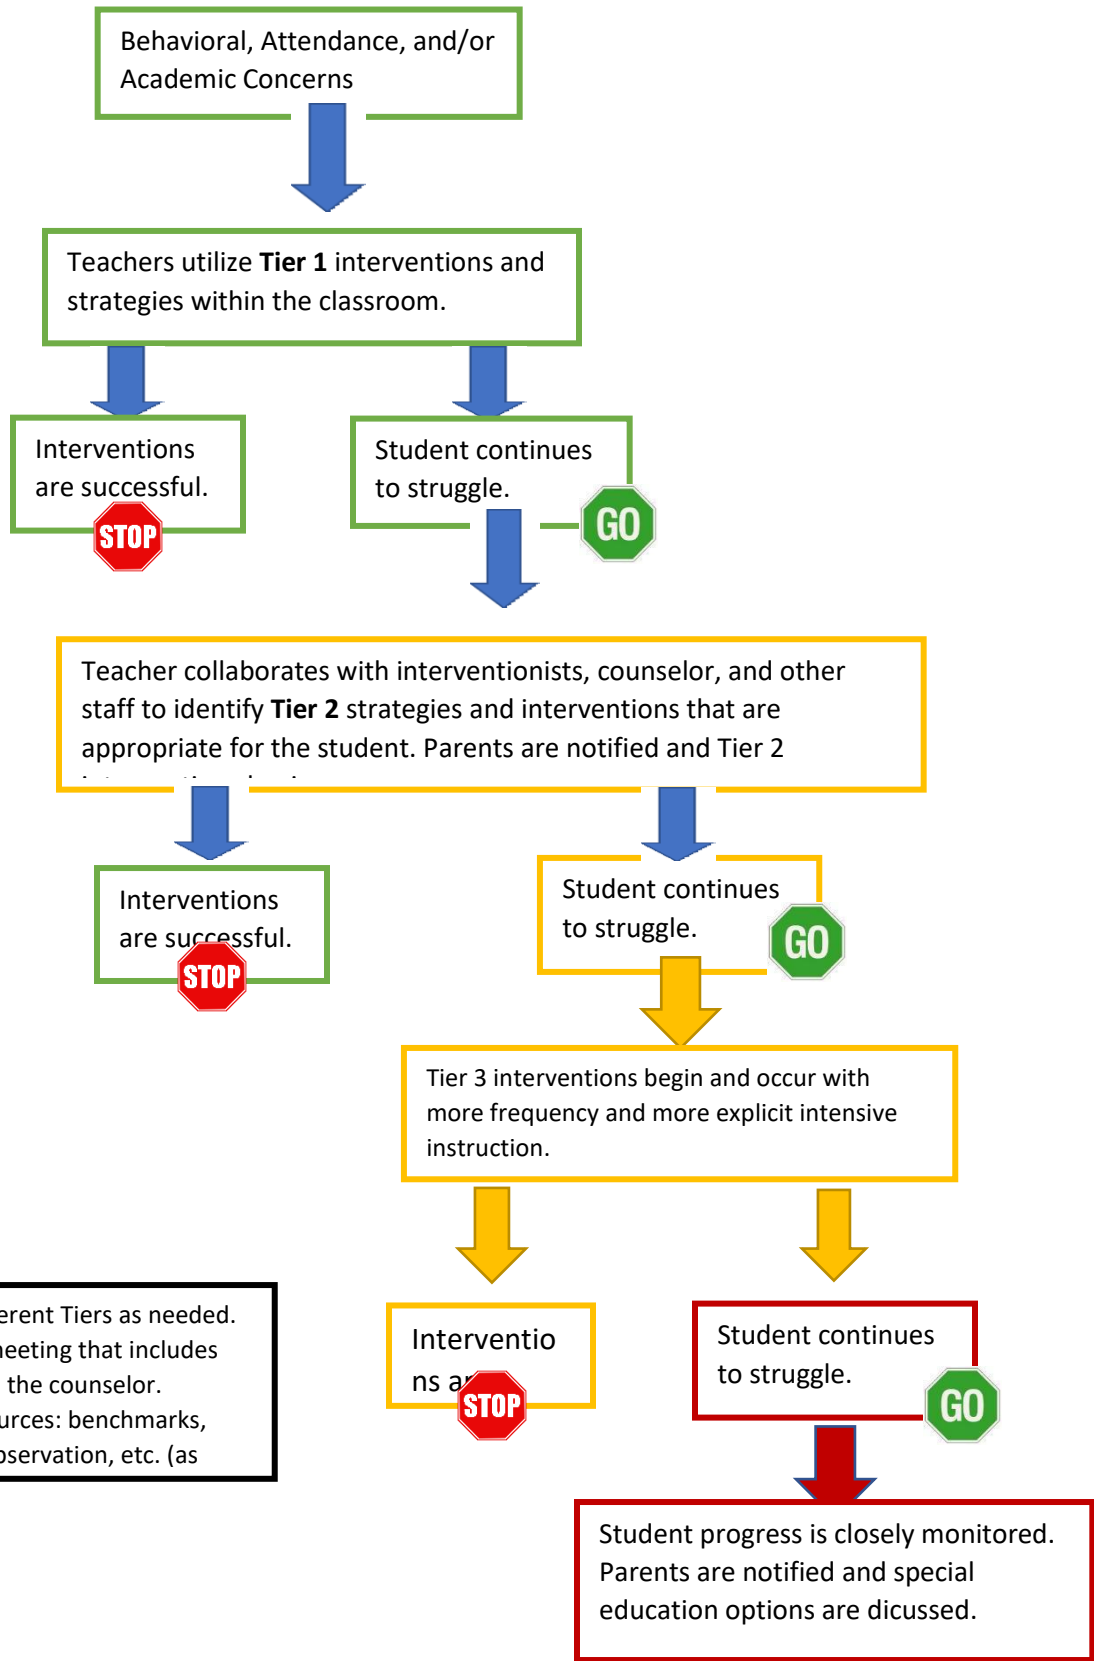 Behavioral, Attendance, and/or
Academic Concerns
Teachers utilize Tier 1 interventions and
strategies within the classroom.
Interventions
are successful.
STOP
Student continues
to struggle.
GO
Teacher collaborates with interventionists, counselor, and other
staff to identify Tier 2 strategies and interventions that are
appropriate for the student. Parents are notified and Tier 2
Interventions
are successful.
STOP
Student continues
to struggle.
GO
Tier 3 interventions begin and occur with
more frequency and more explicit intensive
instruction.
erent Tiers as needed.
neeting that includes
the counselor.
urces: benchmarks,
bservation, etc. (as
Interventio
ns
STOP
Student continues
to struggle.
GO
Student progress is closely monitored.
Parents are notified and special
education options are dicussed.